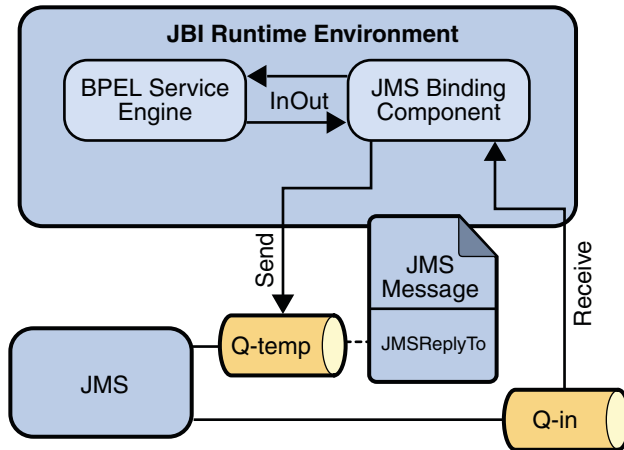 JBI Runtime Environment
BPEL Service
Engine
InOut
JMS Binding
Component
Send
Receive
JMS
Message
JMSReplyTo
Q-temp
JMS
Q-in